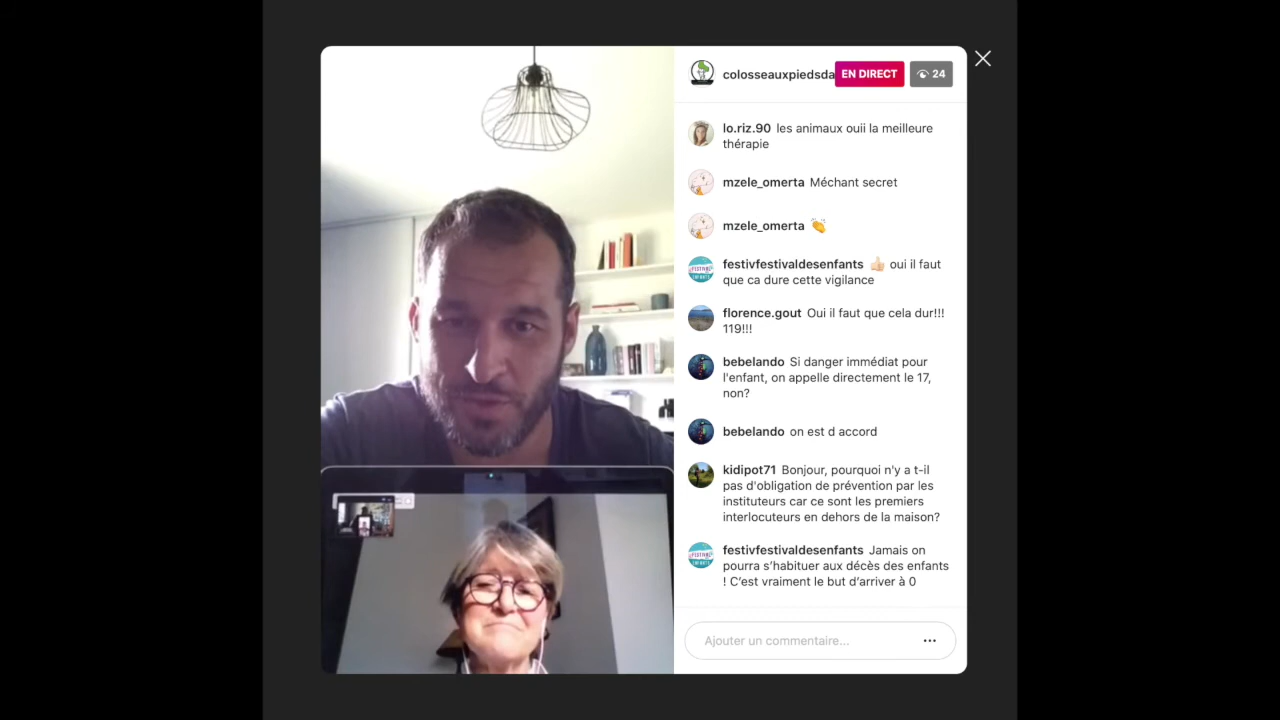 colosseauxpiedsda
EN DIRECT
24
lo.riz.90 les animaux ouii la meilleure
thérapie
mzele_omerta Méchant secret
mzele_omerta 👏
festivfestivaldesenfants 👍🏻 oui il faut
que ca dure cette vigilance
florence.gout Oui il faut que cela dur!!!
119!!!
bebelando Si danger immédiat pour
l'enfant, on appelle directement le 17,
non?
bebelando on est d accord
kidipot71 Bonjour, pourquoi n'y a t-il
pas d'obligation de prévention par les
instituteurs car ce sont les premiers
interlocuteurs en dehors de la maison?
festivfestivaldesenfants Jamais on
pourra s’habituer aux décès des enfants
! C’est vraiment le but d’arriver à 0
Ajouter un commentaire...